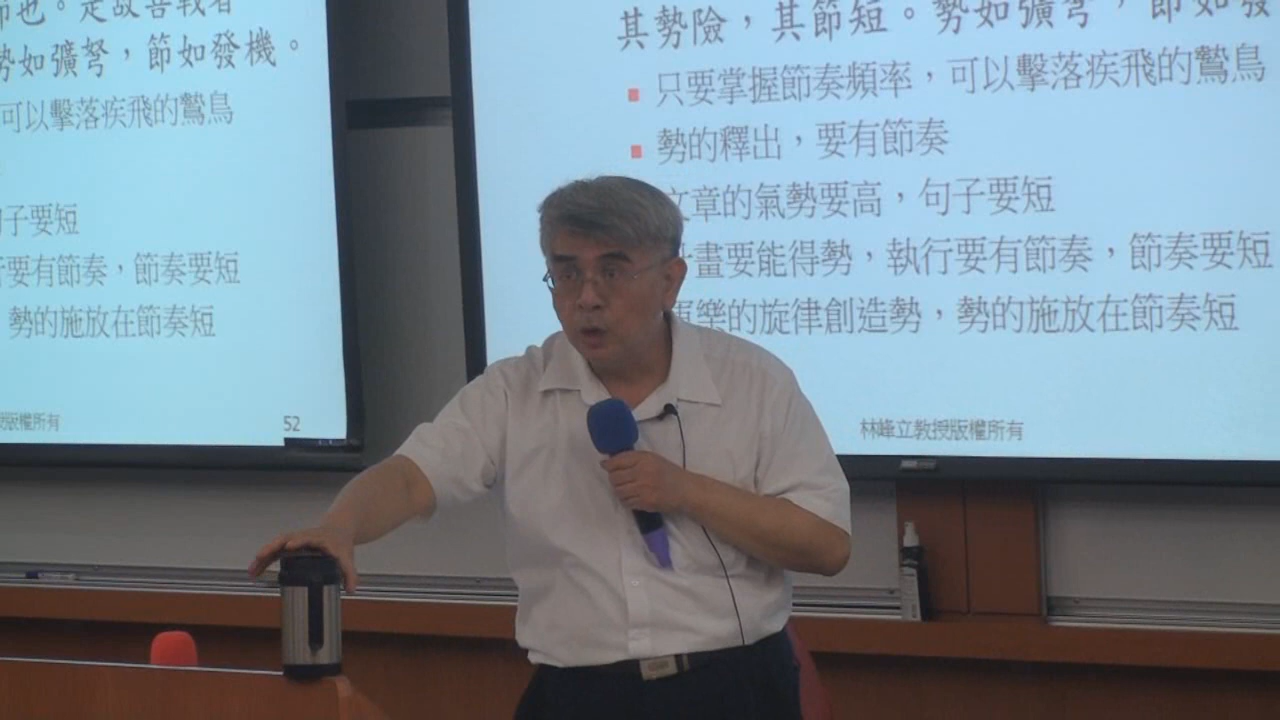 節也。是故善戰者
勢如彍弩，節如發機。
可以擊落疾飛的鷙鳥
句子要短
行要有節奏，節奏要短
勢的施放在節奏短
授版權所有
52
其勢險，其節短。勢如彍弩，節如發
只要掌握節奏頻率，可以擊落疾飛的鷙鳥
勢的釋出，要有節奏
文章的氣勢要高，句子要短
畫要能得勢，執行要有節奏，節奏要短
樂的旋律創造勢，勢的施放在節奏短
林峰立教授版權所有